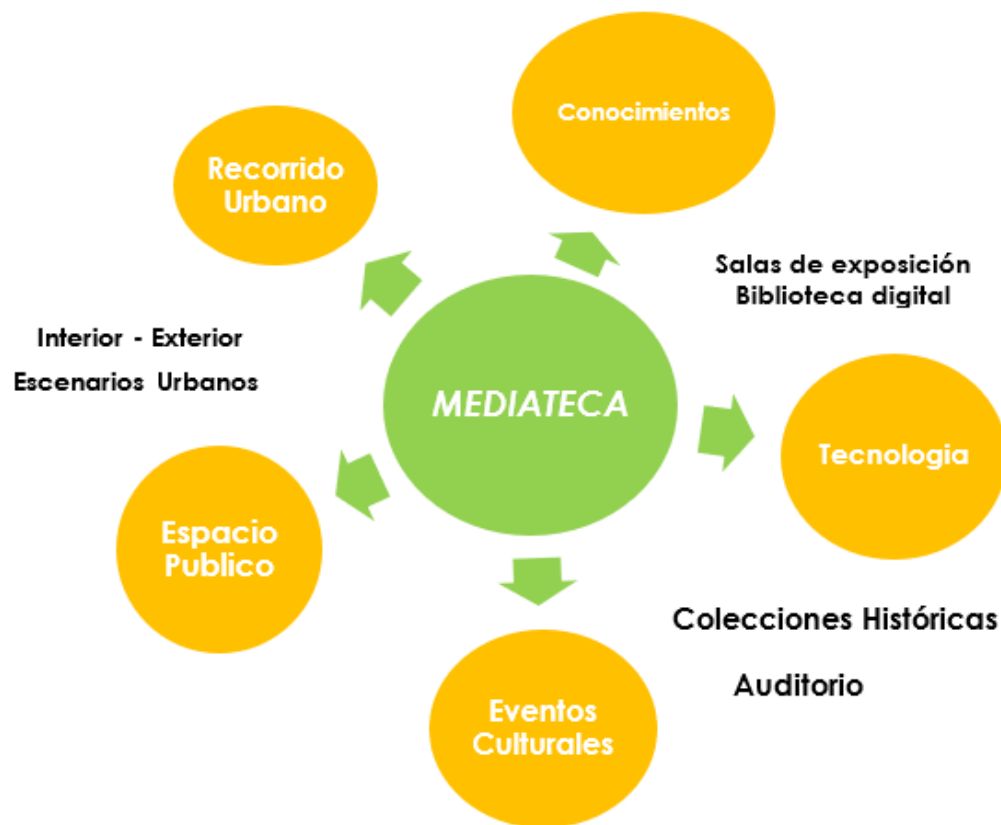 Conocimientos
Recorrido
Urbano
Salas de exposición
Biblioteca digital
Interior - Exterior
Escenarios Urbanos
MEDIATECA
Tecnologia
Espacio
Publico
Colecciones Históricas
Auditorio
Eventos
Culturales